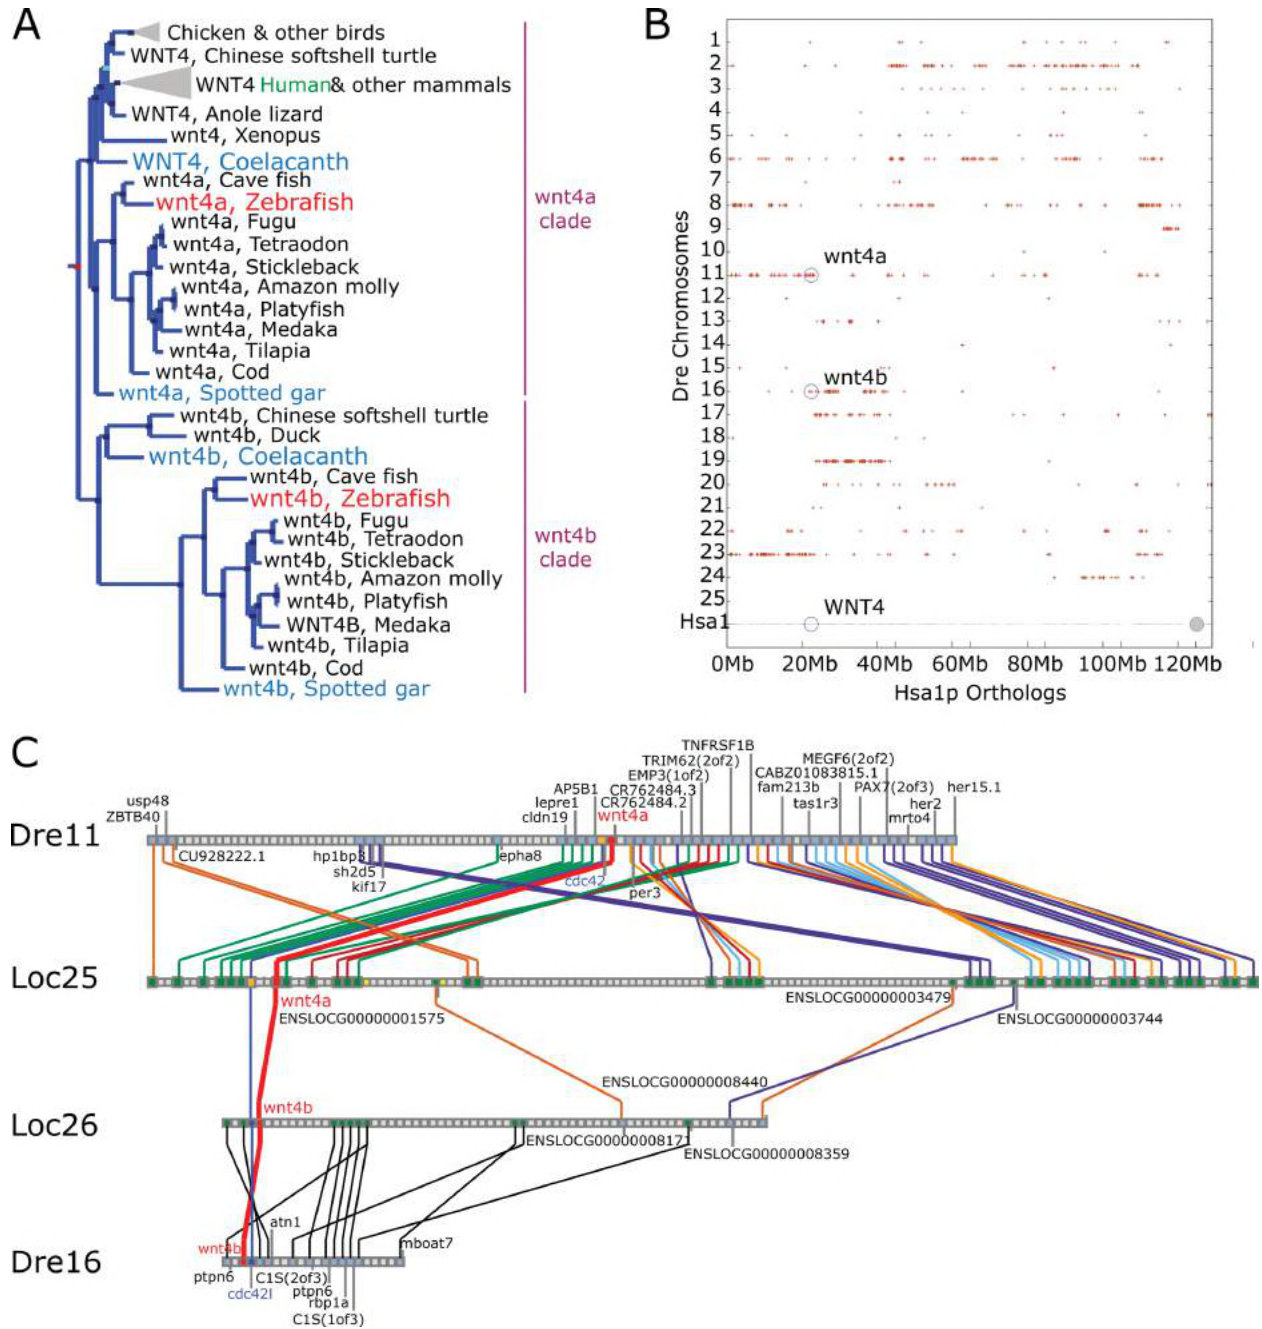 A
Chicken & other birds
WNT4, Chinese softshell turtle
WNT4 Human& other mammals
WNT4, Anole lizard
wnt4, Xenopus
WNT4, Coelacanth
wnt4a, Cave fish
wnt4a, Zebrafish
wnt4a, Fugu
wnt4a, Tetraodon
wnt4a, Stickleback
wnt4a, Amazon molly
wnt4a, Platyfish
wnt4a, Medaka
wnt4a, Tilapia
wnt4a, Cod
wnt4a, Spotted gar
wnt4a
clade
wnt4b, Chinese softshell turtle
wnt4b, Duck
wnt4b, Coelacanth
wnt4b, Cave fish
wnt4b, Zebrafish
wnt4b, Fugu
wnt4b, Tetraodon
wnt4b, Stickleback
wnt4b, Amazon molly
wnt4b, Platyfish
WNT4B, Medaka
wnt4b, Tilapia
wnt4b, Cod
wnt4b, Spotted gar
wnt4b
clade
B
Dre Chromosomes
1
2
3
4
5
6
7
8
9
10
11
12
13
14
15
16
17
18
19
20
21
22
23
24
25
Hsa1
wnt4a
wnt4b
WNT4
0Mb 20Mb 40Mb 60Mb 80Mb 100Mb 120Mb
Hsa1p Orthologs
C
TNFRSF1B
TRIM62(2of2) MEGF6(2of2)
EMP3(1of2) CABZ01083815.1
AP5B1 CR762484.3 fam213b PAX7(2of3) her15.1
usp48 lepre1 CR762484.2 tas1r3 her2
ZBTB40 cldn19 wnt4a mrto4
Dre11
CU928222.1 hp1bp3 epha8
sh2d5 cdc42 per3
kif17
Loc25
wnt4a ENSLOCG00000003479
ENSLOCG00000001575 ENSLOCG00000003744
ENSLOCG00000008440
wnt4b
Loc26
ENSLOCG00000008171
ENSLOCG00000008359
atn1
wnt4b mboat7
Dre16
ptpn6 C1S(2of3)
cdc42l ptpn6
rbp1a
C1S(1of3)